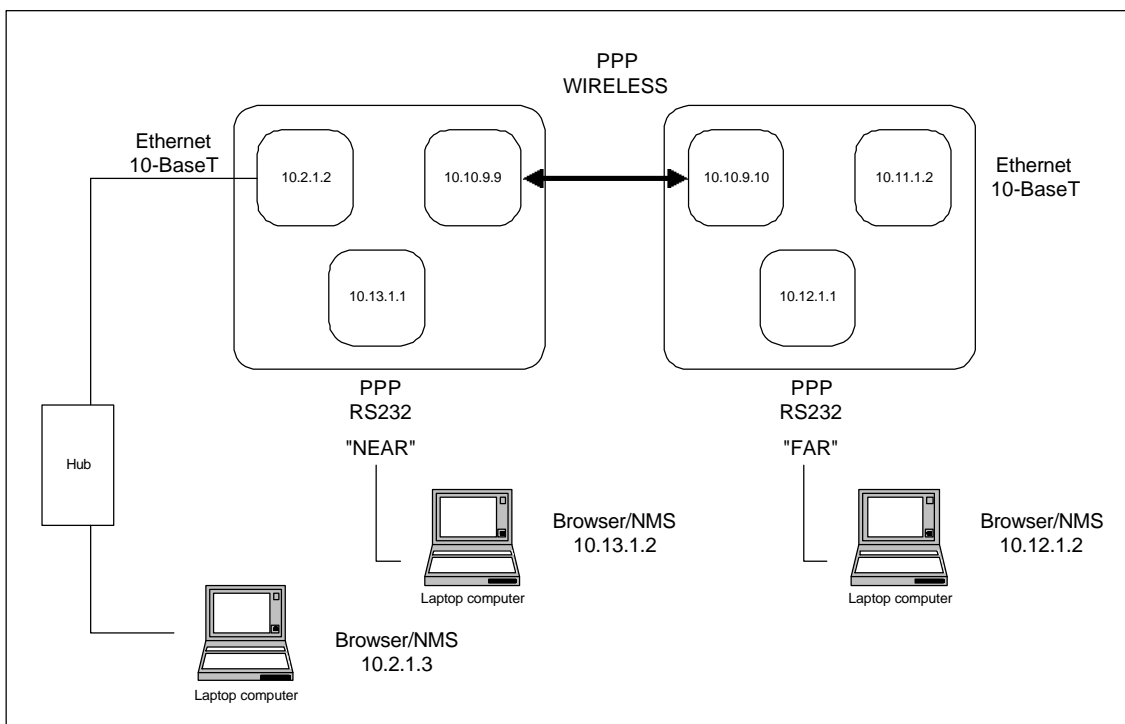 PPP
WIRELESS
Ethernet
10-BaseT
10.2.1.2
10.10.9.9
10.10.9.10
10.11.1.2
Ethernet
10-BaseT
10.13.1.1
10.12.1.1
PPP
RS232
"NEAR"
PPP
RS232
"FAR"
Hub
Browser/NMS
10.13.1.2
Laptop computer
Browser/NMS
10.12.1.2
Laptop computer
Browser/NMS
10.2.1.3
Laptop computer